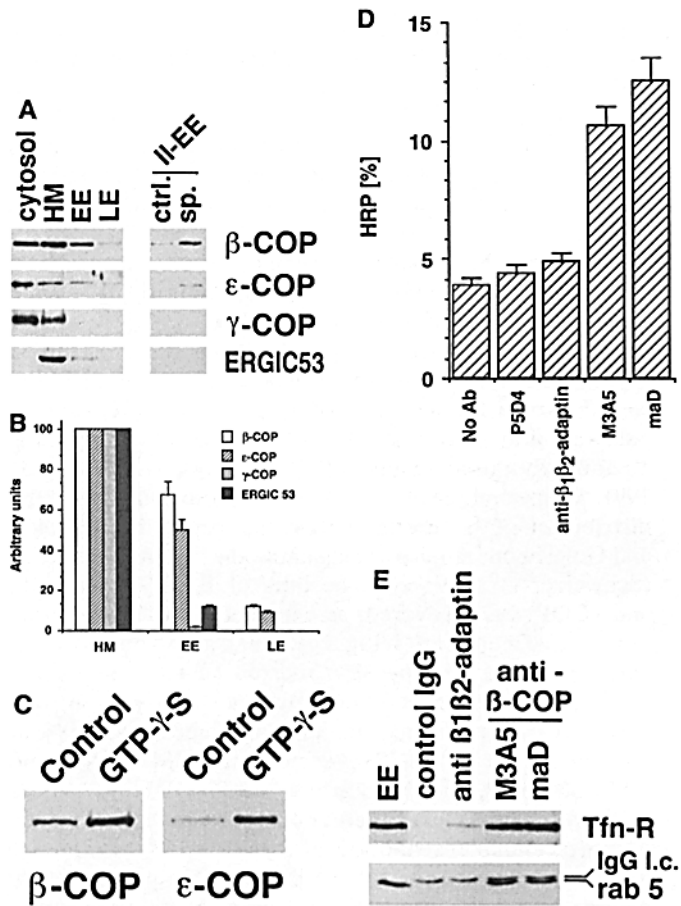 A
cytosol
HM
EE
LE
II-EE
ctrl.
sp.
β-COP
ε-COP
γ-COP
ERGIC53
B
Arbitrary units
100
80
60
40
20
0
β-COP
ε-COP
γ-COP
ERGIC 53
HM
EE
LE
C
Control
GTP-γ-S
Control
GTP-γ-S
β-COP
ε-COP
D
HRP [%]
15
10
5
0
No Ab
P5D4
anti-β1β2-adaptin
M3A5
maD
E
EE
control IgG
anti ß1ß2-adaptin
anti -
ß-COP
M3A5
maD
Tfn-R
IgG l.c.
rab 5